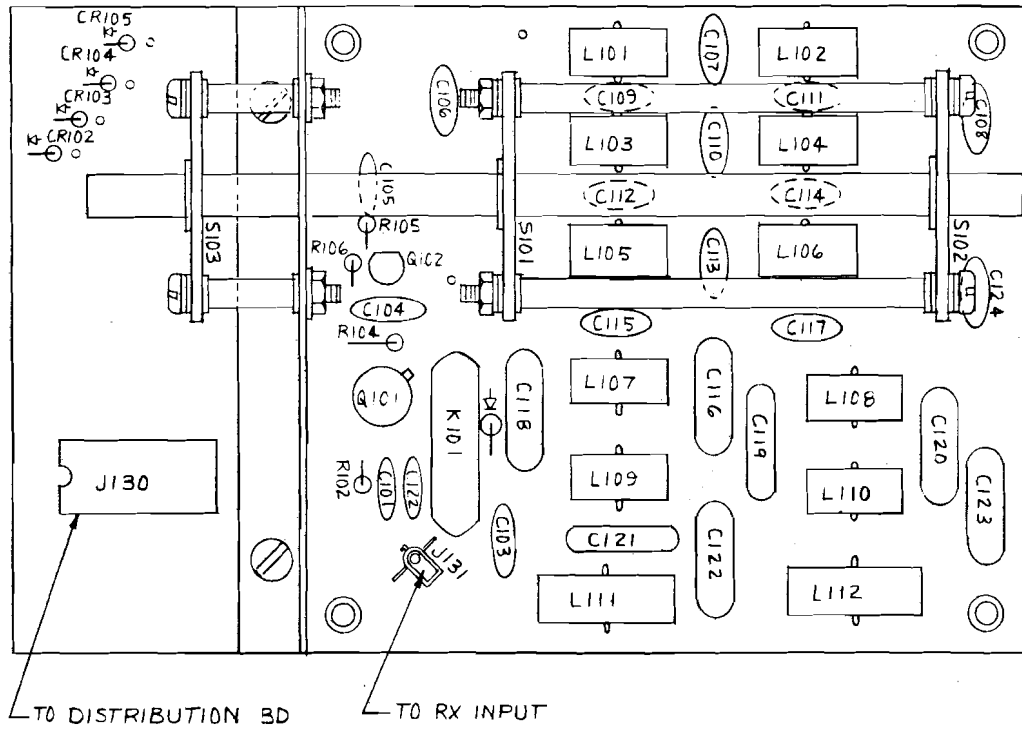 CR105
CR104
CR103
CR102
L101
C107
L102
C106
C109
C111
C108
L103
C110
L104
C105
C112
C114
R105
S103
R106
Q102
S101
L105
C113
L106
S102
C124
C104
C115
C117
R104
Q101
K101
C118
L107
C116
L108
C119
C120
J130
R102
C101
C122
L109
L110
C123
C103
C121
C122
J131
L111
L112
TO DISTRIBUTION BD
TO RX INPUT